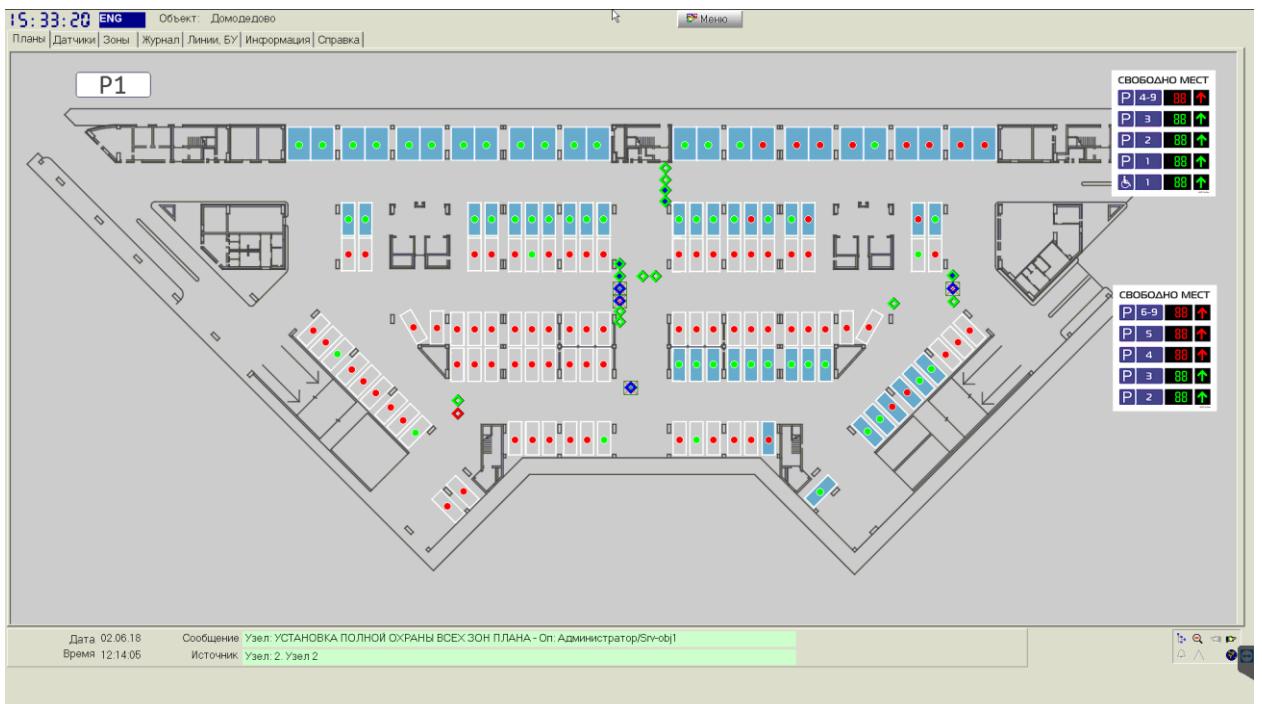 15:33:20 ENG Объект: Домодедово Меню
Планы Датчики Зоны Журнал Линии, БУ Информация Справка
P1
СВОБОДНО МЕСТ
P 4-9 88
P 3 88
P 2 88
P 1 88
1 88
СВОБОДНО МЕСТ
P 6-9 88
P 5 88
P 4 88
P 3 88
P 2 88
Дата 02.06.18 Сообщение Узел: УСТАНОВКА ПОЛНОЙ ОХРАНЫ ВСЕХ ЗОН ПЛАНА - Оп: Администратор/Srv-obj1
Время 12:14:05 Источник Узел: 2. Узел 2